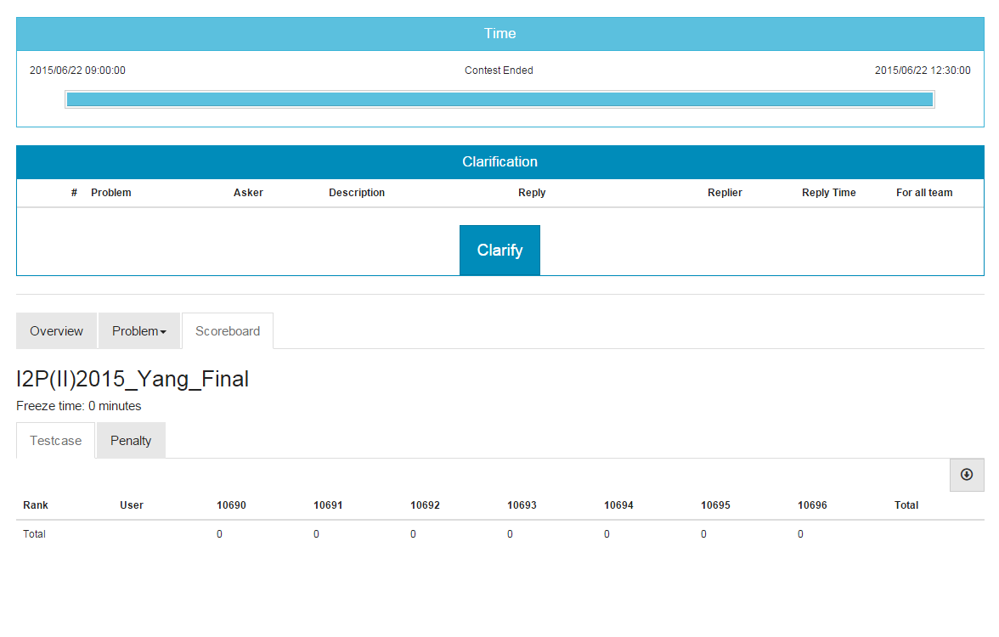 Time
2015/06/22 09:00:00 Contest Ended 2015/06/22 12:30:00
Clarification
# Problem Asker Description Reply Replier Reply Time For all team
Clarify
Overview Problem Scoreboard
I2P(II)2015_Yang_Final
Freeze time: 0 minutes
Testcase Penalty
Rank User 10690 10691 10692 10693 10694 10695 10696 Total
Total 0 0 0 0 0 0 0